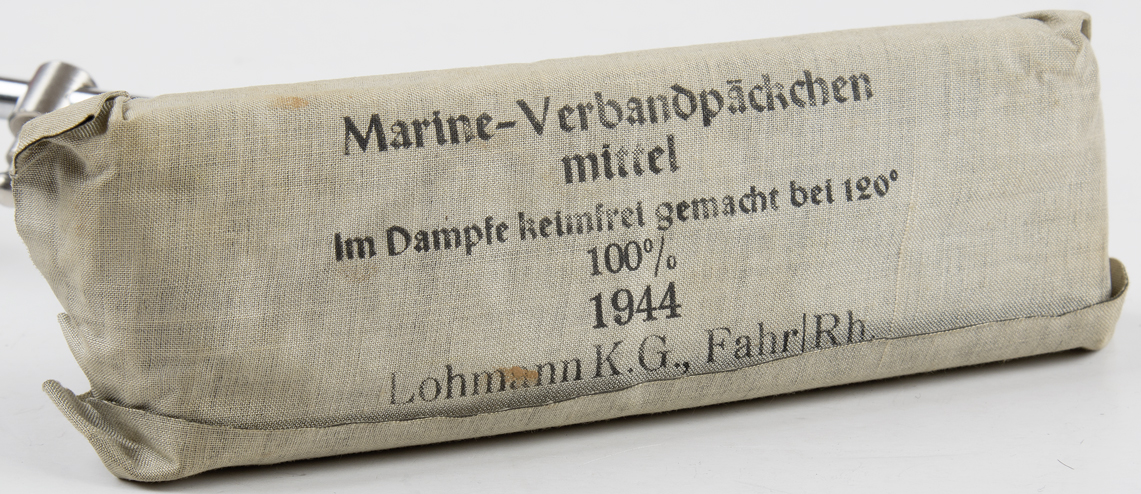 Marine-Verbandpäckchen
mittel
Im Dampfe keimfrei gemacht bei 120°
100%
1944
Lohmann K.G., Fahr/Rh.